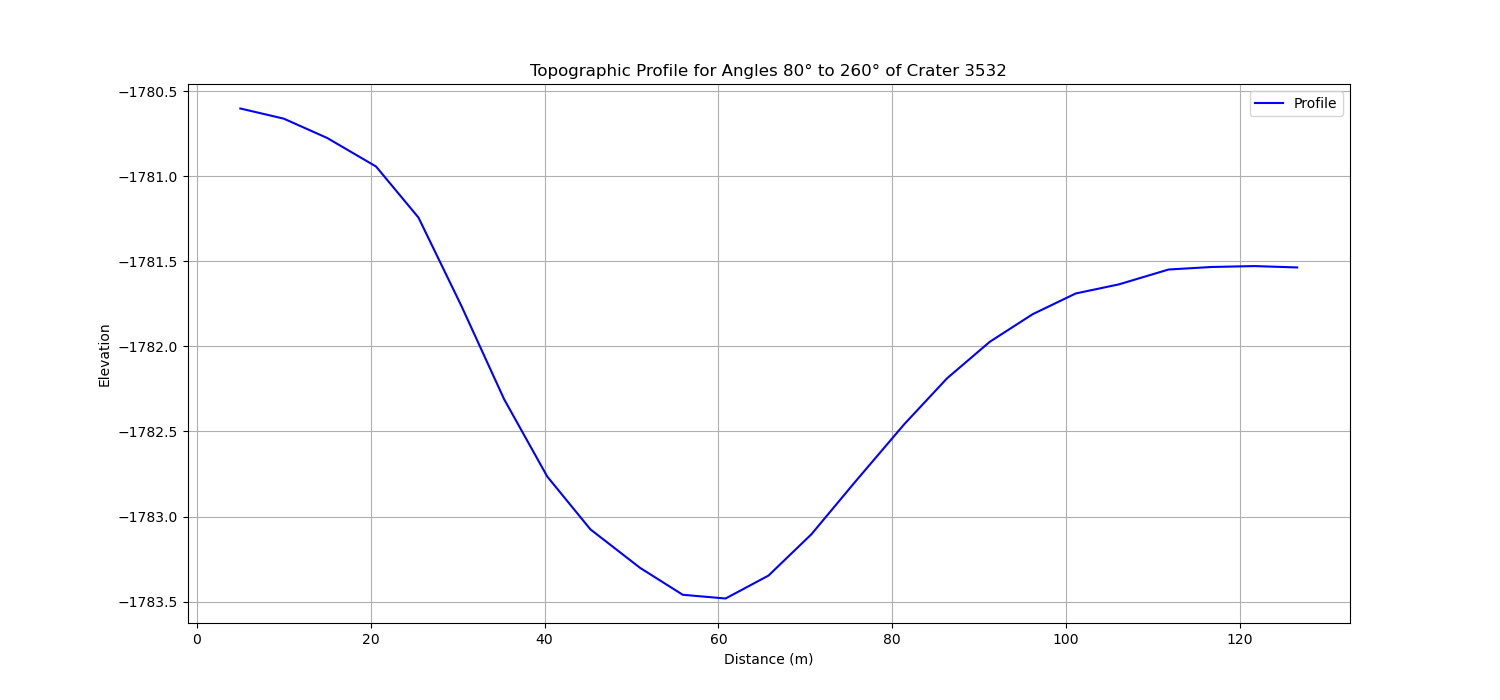 Topographic Profile for Angles 80° to 260° of Crater 3532
Profile
Elevation
−1780.5
−1781.0
−1781.5
−1782.0
−1782.5
−1783.0
−1783.5
0 20 40 60 80 100 120
Distance (m)